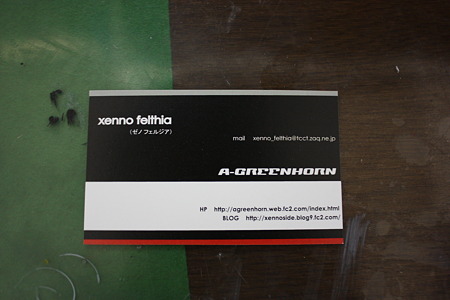 xenno felthia
(ゼノ フェルジア)
mail xenno_felthia@tcct.zaq.ne.jp
A-GREENHORN
HP http://agreenhorn.web.fc2.com/index.html
BLOG http://xennoside.blog9.fc2.com/